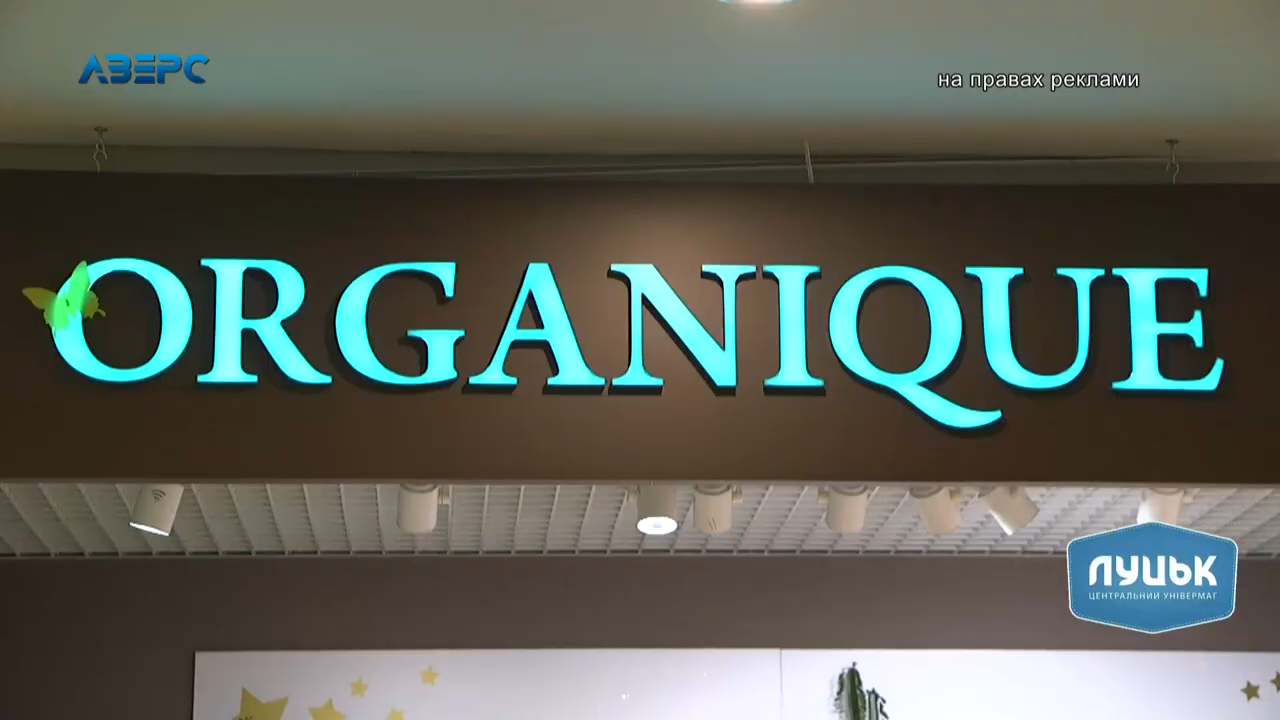 АВЕРС
на правах реклами
ORGANIQUE
ЛУЦЬК
ЦЕНТРАЛЬНИЙ УНІВЕРМАГ